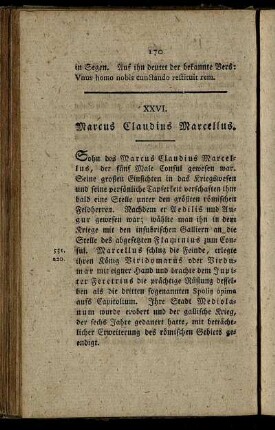 170
in Segen. Auf ihn deutet der bekannte Vers:
Vnus homo nobis cunctando restituit rem.
XXVI.
Marcus Claudius Marcellus.
Sohn des Marcus Claudius Marcel-
lus, der fünf Male Consul gewesen war.
Seine großen Einsichten in das Kriegswesen
und seine persönliche Tapferkeit verschaften ihm
bald eine Stelle unter den größten römischen
Feldherren. Nachdem er Aedilis und Au-
gur gewesen war; wählte man ihn in dem
Kriege mit den insubrischen Galliern an die
Stelle des abgesetzten Flaminius zum Con-
sul. Marcellus schlug die Feinde, erlegte
ihren König Viridomarus oder Virdu-
mar mit eigner Hand und brachte dem Jupi-
ter Feretrius die prächtige Rüstung dessel-
ben als die dritten sogenannten Spolia opima
aufs Capitolium. Ihre Stadt Mediola-
num wurde erobert und der gallische Krieg,
der sechs Jahre gedauert hatte, mit beträcht-
licher Erweiterung des römischen Gebiets ge-
endigt.
531.
220.